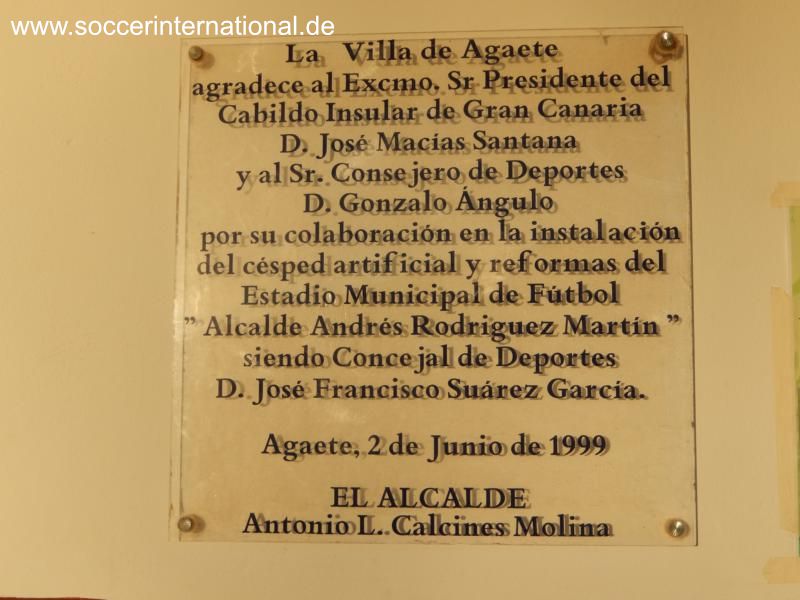 www.soccerinternational.de
La Villa de Agaete
agradece al Excmo. Sr Presidente del
Cabildo Insular de Gran Canaria
D. José Macías Santana
y al Sr. Consejero de Deportes
D. Gonzalo Ángulo
por su colaboración en la instalación
del césped artificial y reformas del
Estadio Municipal de Fútbol
” Alcalde Andrés Rodriguez Martín ”
siendo Concejal de Deportes
D. José Francisco Suárez García.
Agaete, 2 de Junio de 1999
EL ALCALDE
Antonio L. Calcines Molina